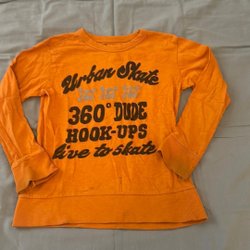 Urban Skate
360° DUDE
HOOK-UPS
live to skate